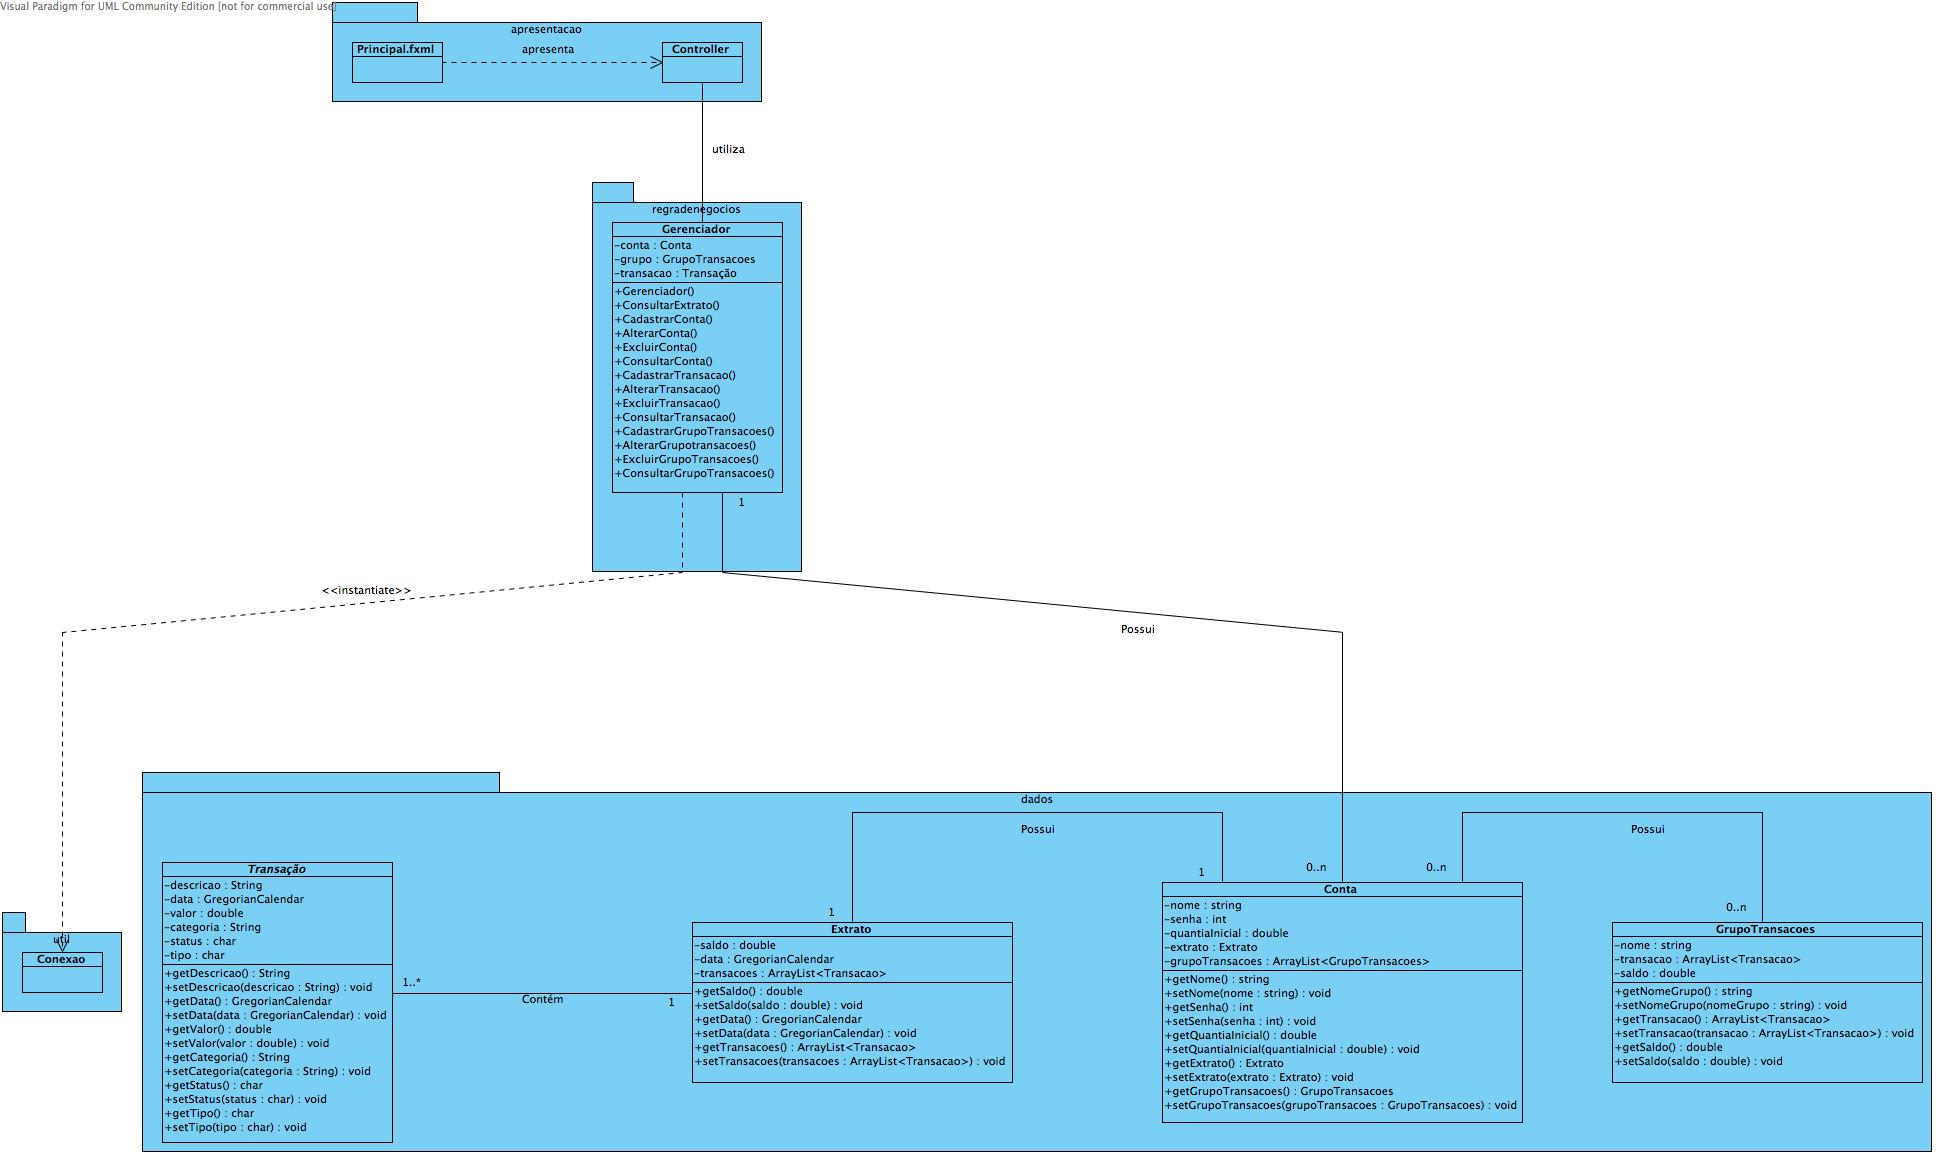 Visual Paradigm for UML Community Edition [not for commercial use]
apresentacao
Principal.fxml
apresenta
Controller
utiliza
regradenegocios
Gerenciador
-conta : Conta
-grupo : GrupoTransacoes
-transacao : Transação
+Gerenciador()
+ConsultarExtrato()
+CadastrarConta()
+AlterarConta()
+ExcluirConta()
+ConsultarConta()
+CadastrarTransacao()
+AlterarTransacao()
+ExcluirTransacao()
+ConsultarTransacao()
+CadastrarGrupoTransacoes()
+AlterarGrupotransacoes()
+ExcluirGrupoTransacoes()
+ConsultarGrupoTransacoes()
1
<<instantiate>>
Possui
util
Conexao
dados
Transação
-descricao : String
-data : GregorianCalendar
-valor : double
-categoria : String
-status : char
-tipo : char
+getDescricao() : String
+setDescricao(descricao : String) : void
+getData() : GregorianCalendar
+setData(data : GregorianCalendar) : void
+getValor() : double
+setValor(valor : double) : void
+getCategoria() : String
+setCategoria(categoria : String) : void
+getStatus() : char
+setStatus(status : char) : void
+getTipo() : char
+setTipo(tipo : char) : void
1..*
Contém
1
Possui
1
1
Extrato
-saldo : double
-data : GregorianCalendar
-transacoes : ArrayList<Transacao>
+getSaldo() : double
+setSaldo(saldo : double) : void
+getData() : GregorianCalendar
+setData(data : GregorianCalendar) : void
+getTransacoes() : ArrayList<Transacao>
+setTransacoes(transacoes : ArrayList<Transacao>) : void
0..n
0..n
Conta
-nome : string
-senha : int
-quantiaInicial : double
-extrato : Extrato
-grupoTransacoes : ArrayList<GrupoTransacoes>
+getNome() : string
+setNome(nome : string) : void
+getSenha() : int
+setSenha(senha : int) : void
+getQuantiaInicial() : double
+setQuantiaInicial(quantiaInicial : double) : void
+getExtrato() : Extrato
+setExtrato(extrato : Extrato) : void
+getGrupoTransacoes() : GrupoTransacoes
+setGrupoTransacoes(grupoTransacoes : GrupoTransacoes) : void
Possui
0..n
GrupoTransacoes
-nome : string
-transacao : ArrayList<Transacao>
-saldo : double
+getNomeGrupo() : string
+setNomeGrupo(nomeGrupo : string) : void
+getTransacao() : ArrayList<Transacao>
+setTransacao(transacao : ArrayList<Transacao>) : void
+getSaldo() : double
+setSaldo(saldo : double) : void